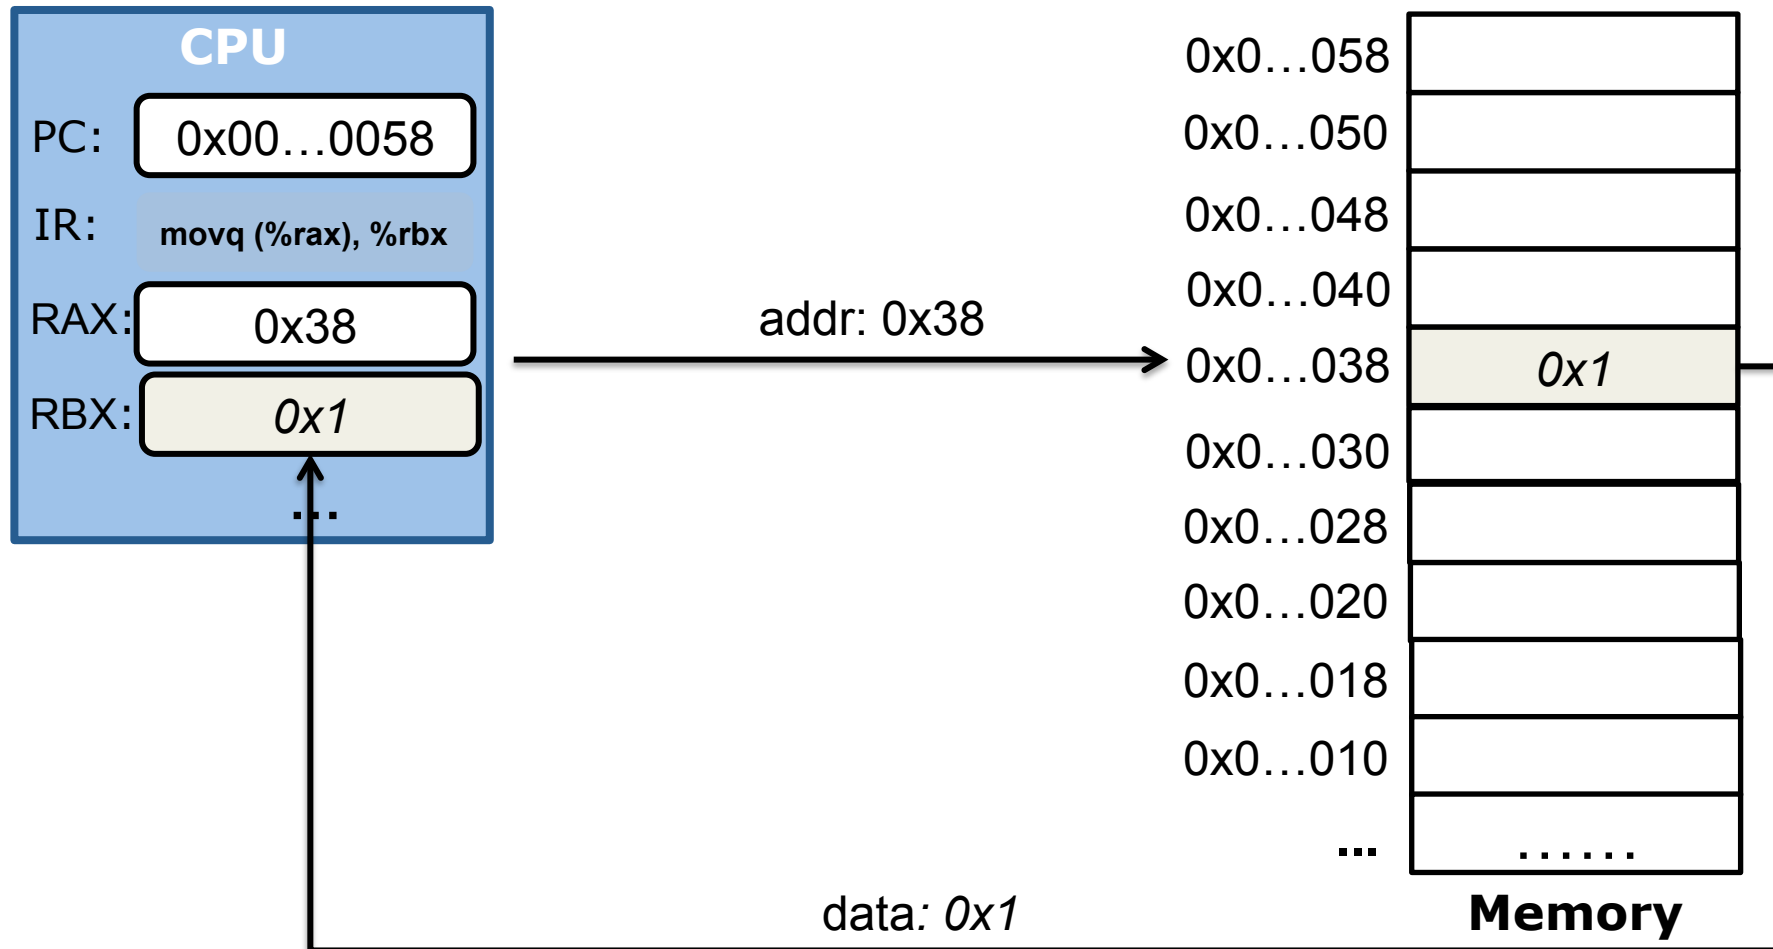 CPU
PC: 0x00…0058
IR: movq (%rax), %rbx
RAX: 0x38
RBX: 0x1
…
addr: 0x38
data: 0x1
0x0…058
0x0…050
0x0…048
0x0…040
0x0…038 0x1
0x0…030
0x0…028
0x0…020
0x0…018
0x0…010
... ......
Memory